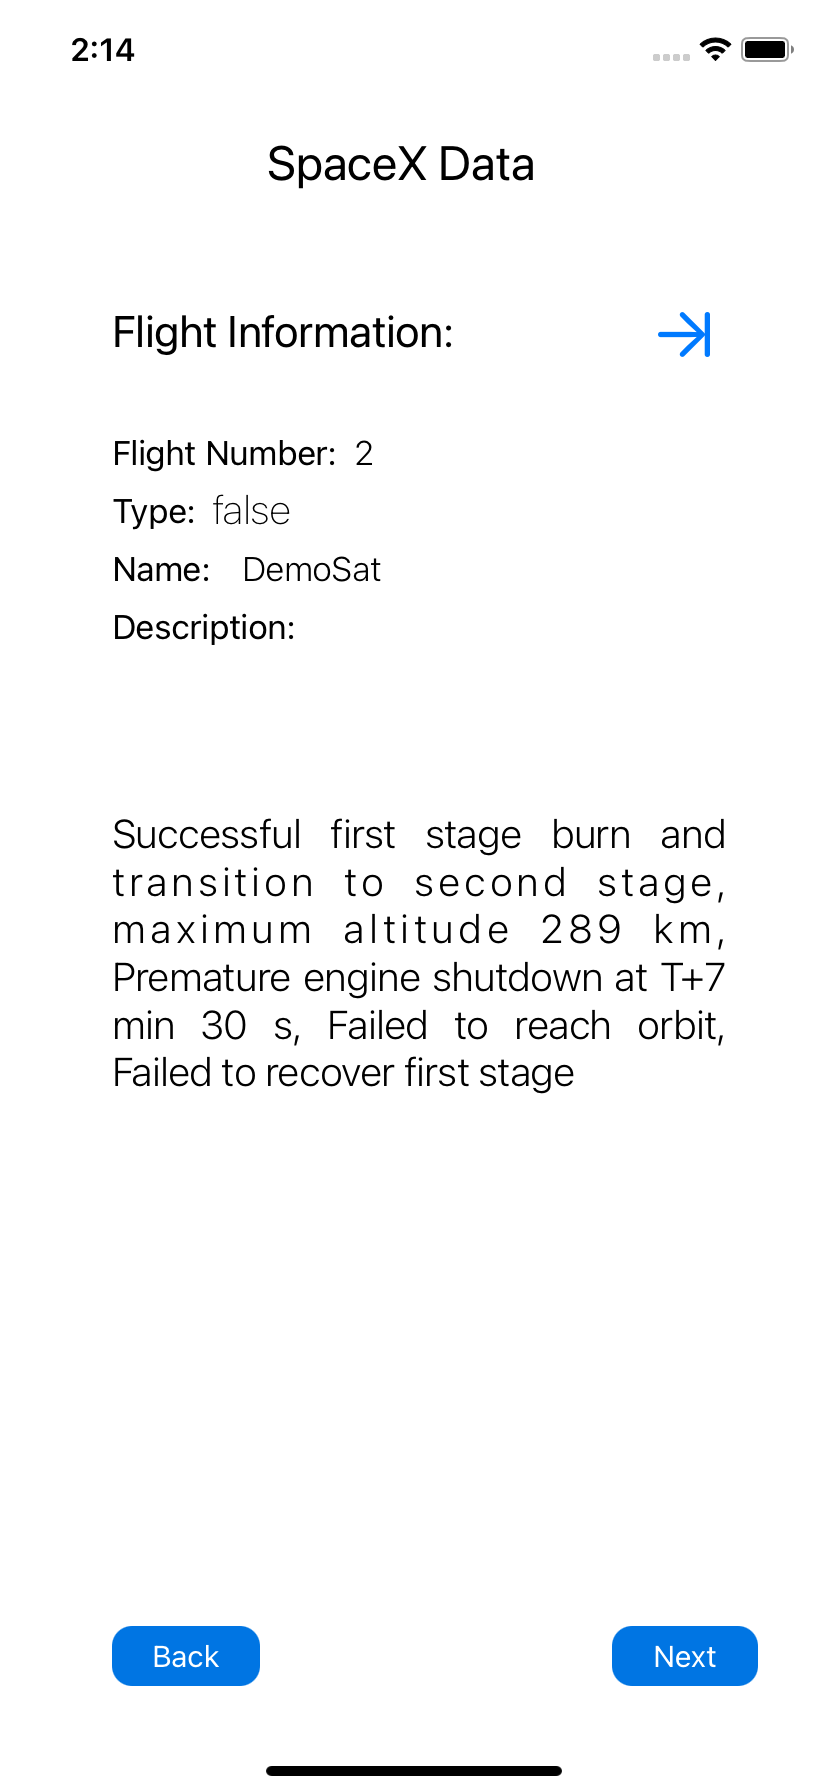 2:14
SpaceX Data
Flight Information:
Flight Number: 2
Type: false
Name: DemoSat
Description:
Successful first stage burn and
transition to second stage,
maximum altitude 289 km,
Premature engine shutdown at T+7
min 30 s, Failed to reach orbit,
Failed to recover first stage
Back Next